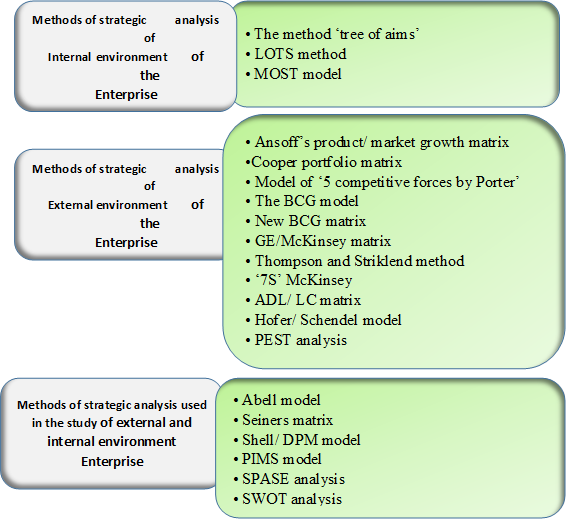 Methods of strategic analysis
of
Internal environment of
the
Enterprise
• The method ‘tree of aims’
• LOTS method
• MOST model
Methods of strategic analysis
of
External environment of
the
Enterprise
• Ansoff’s product/ market growth matrix
•Cooper portfolio matrix
• Model of ‘5 competitive forces by Porter’
• The BCG model
• New BCG matrix
• GE/McKinsey matrix
• Thompson and Striklend method
• ‘7S’ McKinsey
• ADL/ LC matrix
• Hofer/ Schendel model
• PEST analysis
Methods of strategic analysis used
in the study of external and
internal environment
Enterprise
• Abell model
• Seiners matrix
• Shell/ DPM model
• PIMS model
• SPASE analysis
• SWOT analysis